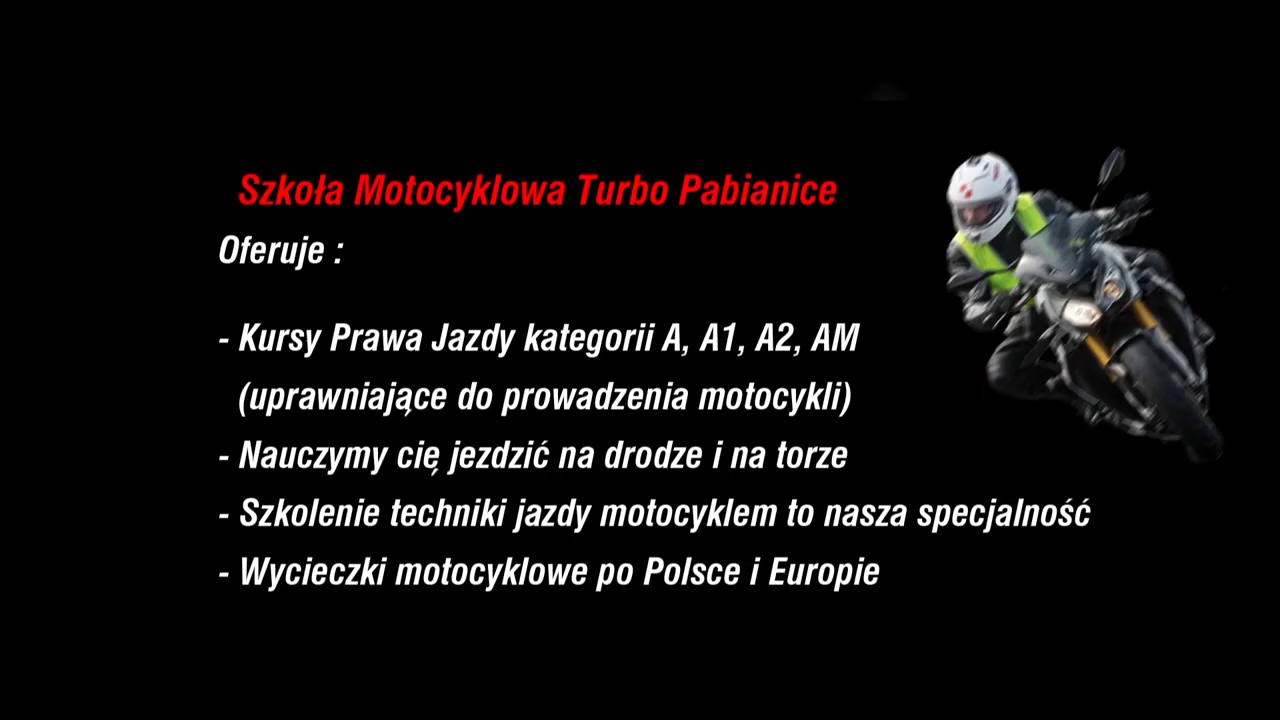 Szkoła Motocyklowa Turbo Pabianice
Oferuje :
- Kursy Prawa Jazdy kategorii A, A1, A2, AM
(uprawniające do prowadzenia motocykli)
- Nauczymy cię jezdzić na drodze i na torze
- Szkolenie techniki jazdy motocyklem to nasza specjalność
- Wycieczki motocyklowe po Polsce i Europie